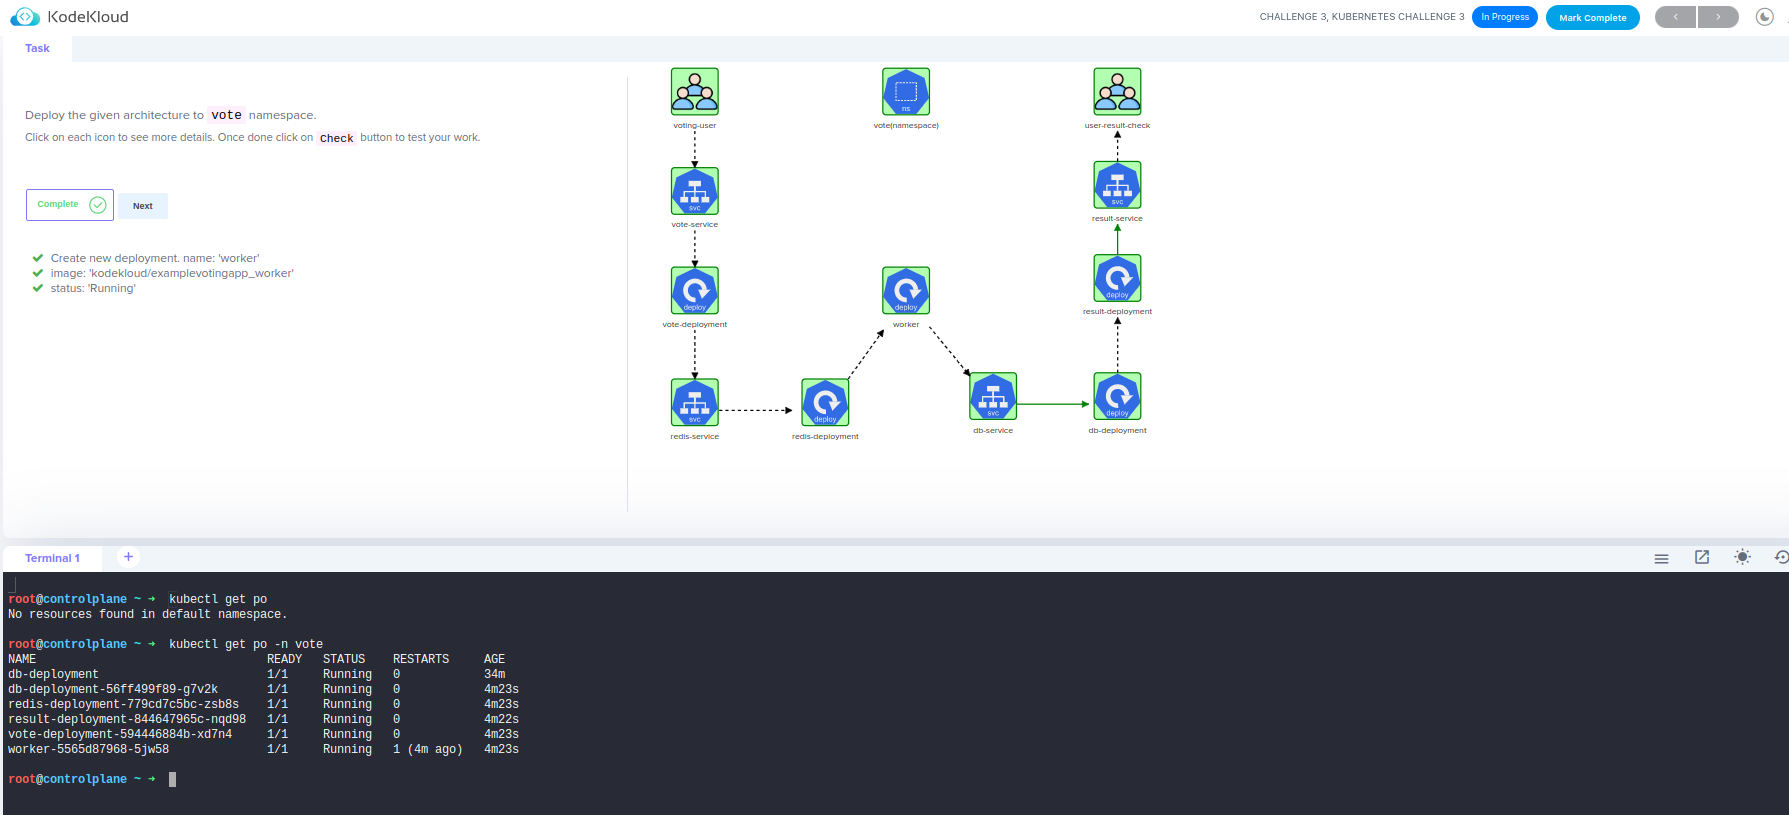 KodeKloud
CHALLENGE 3, KUBERNETES CHALLENGE 3
In Progress
Mark Complete
Task
Deploy the given architecture to vote namespace.
Click on each icon to see more details. Once done click on Check button to test your work.
Complete
Next
Create new deployment. name: 'worker'
image: 'kodekloud/examplevotingapp_worker'
status: 'Running'
voting-user
ns
vote(namespace)
user-result-check
svc
vote-service
svc
result-service
deploy
vote-deployment
deploy
worker
deploy
result-deployment
svc
redis-service
deploy
redis-deployment
svc
db-service
deploy
db-deployment
Terminal 1
+
root@controlplane ~ ➜  kubectl get po
No resources found in default namespace.
root@controlplane ~ ➜  kubectl get po -n vote
NAME                                 READY   STATUS    RESTARTS     AGE
db-deployment                        1/1     Running   0            34m
db-deployment-56ff499f89-g7v2k       1/1     Running   0            4m23s
redis-deployment-779cd7c5bc-zsb8s    1/1     Running   0            4m23s
result-deployment-844647965c-nqd98   1/1     Running   0            4m22s
vote-deployment-594446884b-xd7n4     1/1     Running   0            4m23s
worker-5565d87968-5jw58              1/1     Running   1 (4m ago)   4m23s
root@controlplane ~ ➜